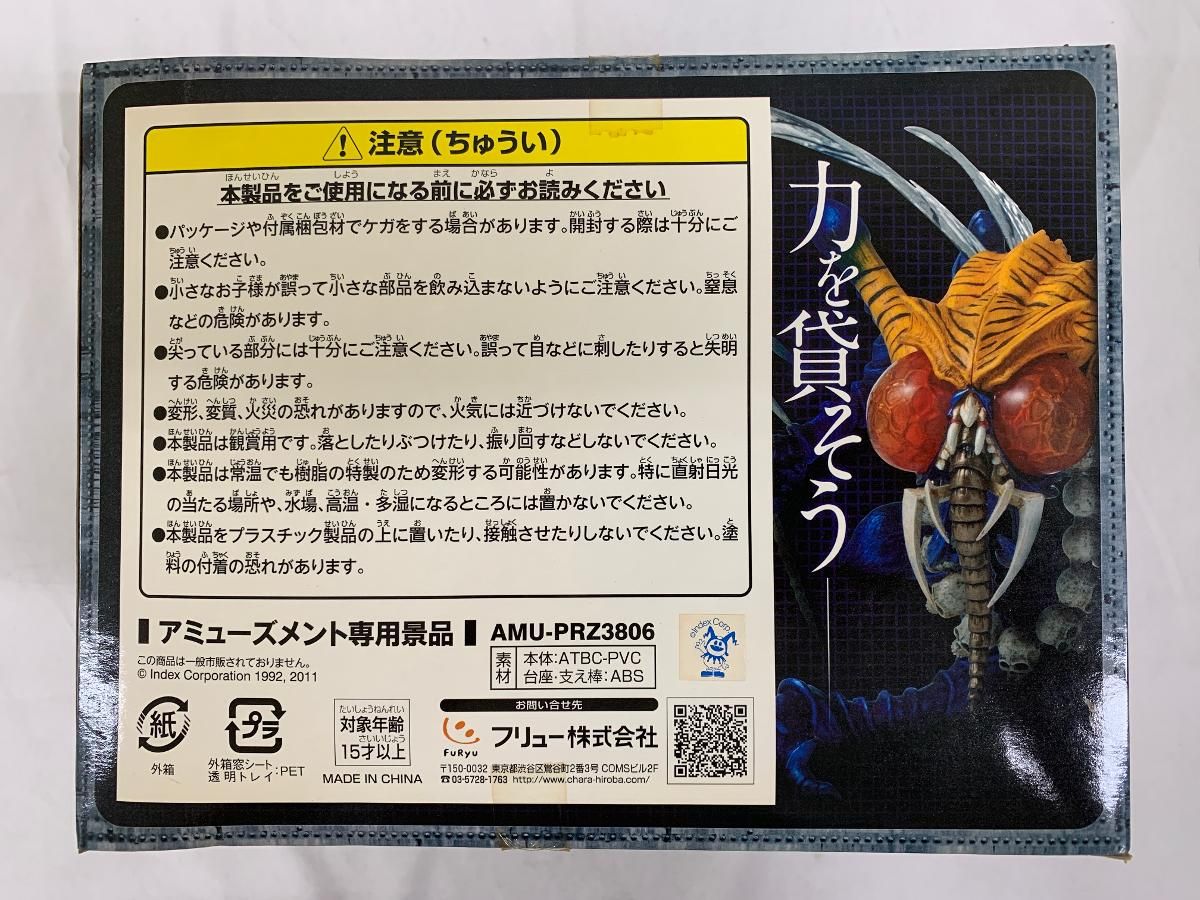 注意（ちゅうい）
本製品をご使用になる前に必ずお読みください
●パッケージや付属梱包材でケガをする場合があります。開封する際は十分にご
注意ください。
●小さなお子様が誤って小さな部品を飲み込まないようにご注意ください。窒息
などの危険があります。
●尖っている部分には十分にご注意ください。誤って目などに刺したりすると失明
する危険があります。
●変形、変質、火災の恐れがありますので、火気には近づけないでください。
●本製品は観賞用です。落としたりぶつけたり、振り回すなどしないでください。
●本製品は常温でも樹脂の特製のため変形する可能性があります。特に直射日光
の当たる場所や、水場、高温・多湿になるところには置かないでください。
●本製品をプラスチック製品の上に置いたり、接触させたりしないでください。塗
料の付着の恐れがあります。
アミューズメント専用景品 AMU-PRZ3806
この商品は一般市販されておりません。
© Index Corporation 1992, 2011
素材 本体:ATBC-PVC
台座・支え棒:ABS
©Index Corp.
紙
外箱
プラ
外箱窓シート、
透明トレイ:PET
たいしょうねんれい
対象年齢
さいいじょう
15才以上
MADE IN CHINA
お問い合せ先
FuRyu フリュー株式会社
〒150-0032 東京都渋谷区鶯谷町2番3号 COMSビル2F
☎03-5728-1763 http://www.chara-hiroba.com/
力を貸そう